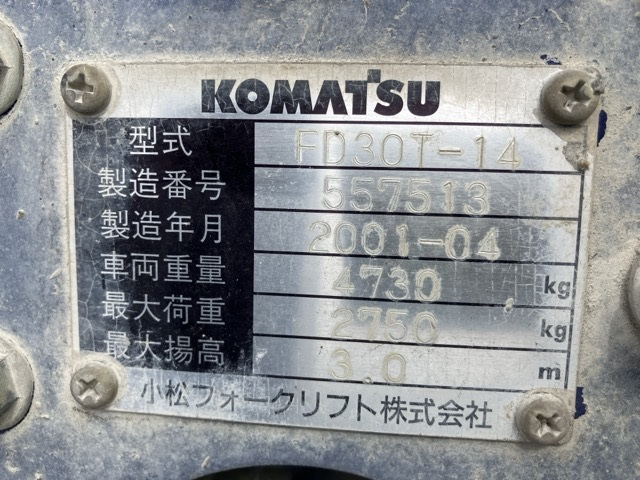 KOMATSU
型式 FD30T-14
製造番号 557513
製造年月 2001-04
車両重量 4730 kg
最大荷重 2750 kg
最大揚高 3.0 m
小松フォークリフト株式会社